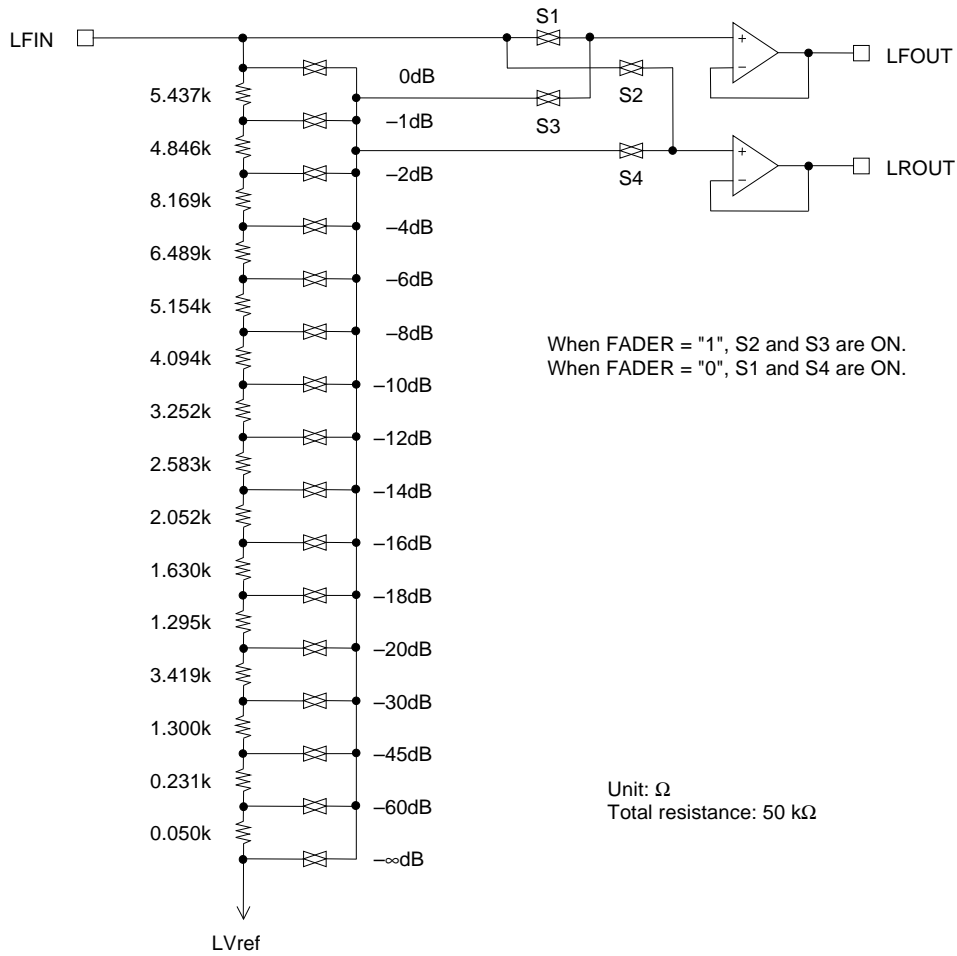 S1
LFIN
LFOUT
0dB
S2
5.437k
S3
–1dB
4.846k
S4
LROUT
–2dB
8.169k
–4dB
6.489k
–6dB
5.154k
–8dB
When FADER = "1", S2 and S3 are ON.
When FADER = "0", S1 and S4 are ON.
4.094k
–10dB
3.252k
–12dB
2.583k
–14dB
2.052k
–16dB
1.630k
–18dB
1.295k
–20dB
3.419k
–30dB
1.300k
–45dB
0.231k
Unit: Ω
–60dB
Total resistance: 50 kΩ
0.050k
–∞dB
LVref
+
–
+
–